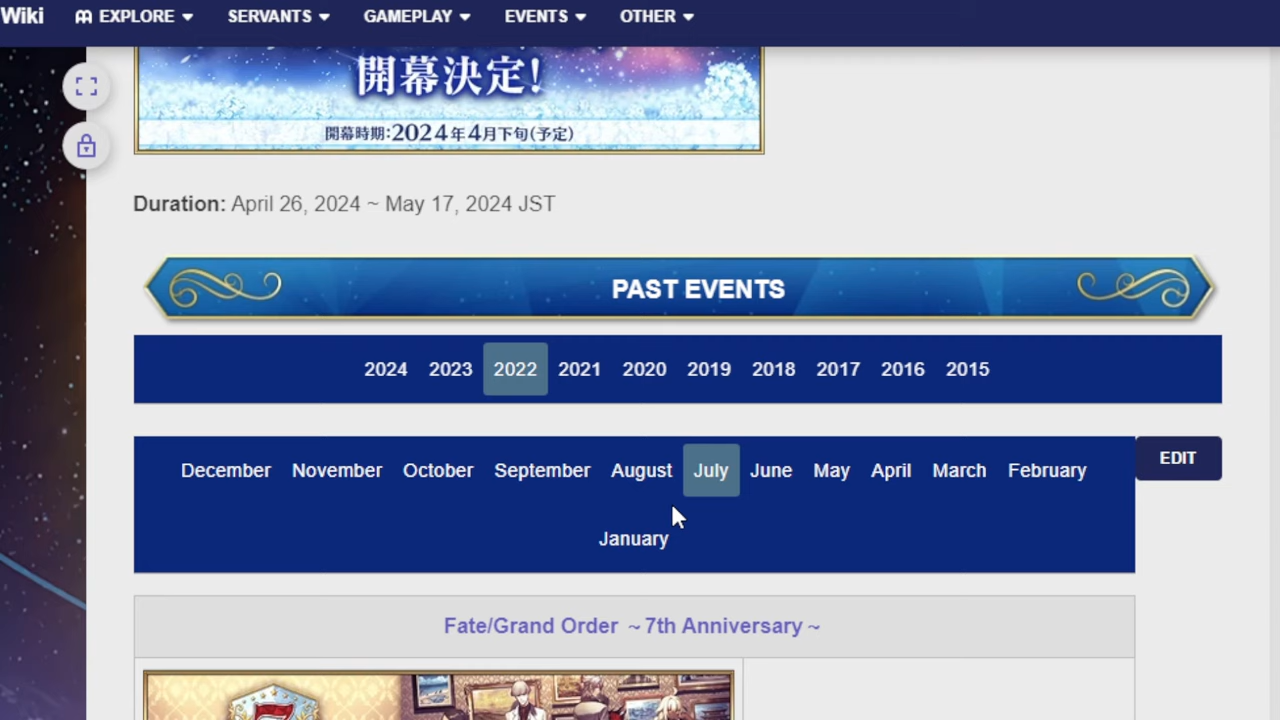 Wiki EXPLORE SERVANTS GAMEPLAY EVENTS OTHER
開幕決定!
開幕時期:2024年4月下旬(予定)
Duration: April 26, 2024 ~ May 17, 2024 JST
PAST EVENTS
2024 2023 2022 2021 2020 2019 2018 2017 2016 2015
December November October September August July June May April March February
January
EDIT
Fate/Grand Order ~7th Anniversary~
7